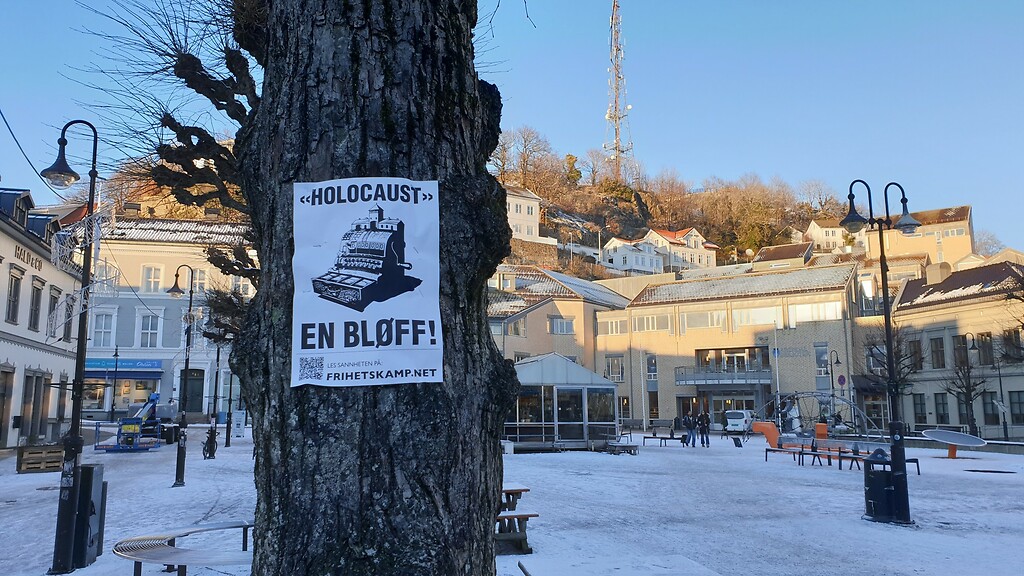 «HOLOCAUST»
EN BLØFF!
LES SANNHETEN PÅ:
FRIHETSKAMP.NET